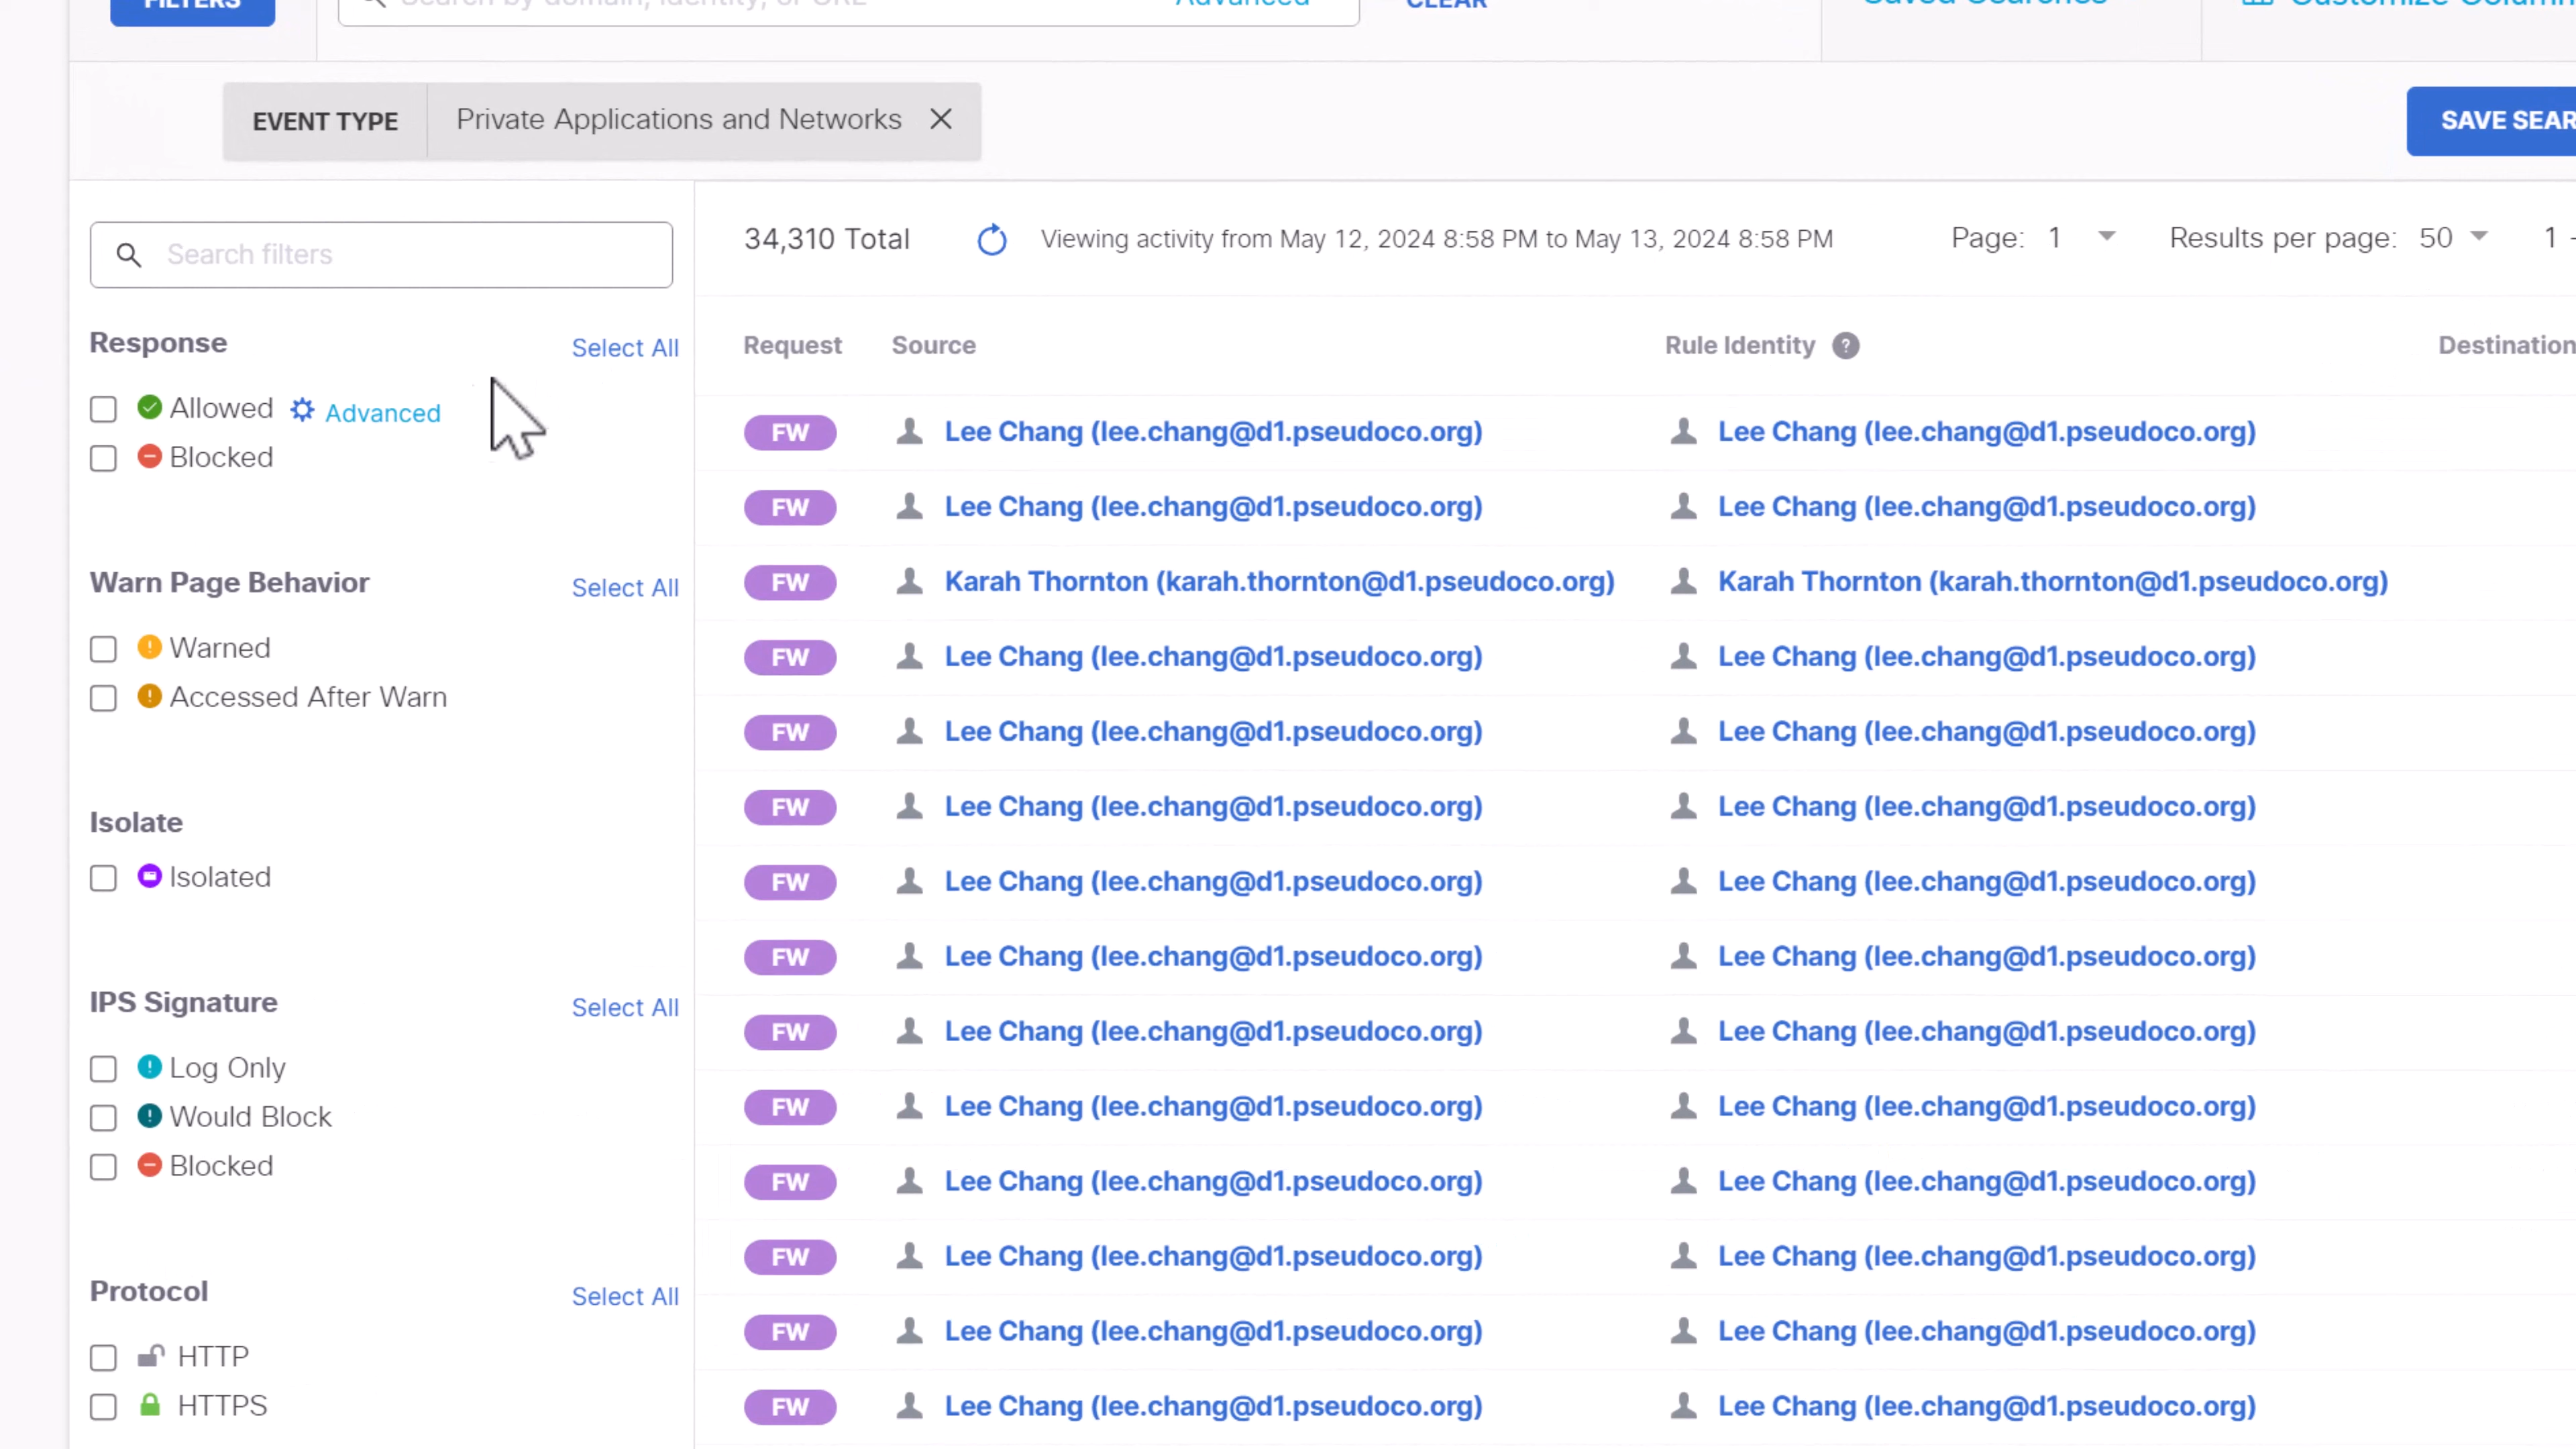 FILTERS
Search by domain, identity, or URL Advanced CLEAR Saved Searches Customize
EVENT TYPE Private Applications and Networks
SAVE
Search filters
34,310 Total Viewing activity from May 12, 2024 8:58 PM to May 13, 2024 8:58 PM Page: 1 Results per page: 50 1 -
Response Select All
Allowed Advanced
Blocked
Warn Page Behavior Select All
Warned
Accessed After Warn
Isolate
Isolated
IPS Signature Select All
Log Only
Would Block
Blocked
Protocol Select All
HTTP
HTTPS
Request Source Rule Identity ? Destination
FW Lee Chang (lee.chang@d1.pseudoco.org) Lee Chang (lee.chang@d1.pseudoco.org)
FW Lee Chang (lee.chang@d1.pseudoco.org) Lee Chang (lee.chang@d1.pseudoco.org)
FW Karah Thornton (karah.thornton@d1.pseudoco.org) Karah Thornton (karah.thornton@d1.pseudoco.org)
FW Lee Chang (lee.chang@d1.pseudoco.org) Lee Chang (lee.chang@d1.pseudoco.org)
FW Lee Chang (lee.chang@d1.pseudoco.org) Lee Chang (lee.chang@d1.pseudoco.org)
FW Lee Chang (lee.chang@d1.pseudoco.org) Lee Chang (lee.chang@d1.pseudoco.org)
FW Lee Chang (lee.chang@d1.pseudoco.org) Lee Chang (lee.chang@d1.pseudoco.org)
FW Lee Chang (lee.chang@d1.pseudoco.org) Lee Chang (lee.chang@d1.pseudoco.org)
FW Lee Chang (lee.chang@d1.pseudoco.org) Lee Chang (lee.chang@d1.pseudoco.org)
FW Lee Chang (lee.chang@d1.pseudoco.org) Lee Chang (lee.chang@d1.pseudoco.org)
FW Lee Chang (lee.chang@d1.pseudoco.org) Lee Chang (lee.chang@d1.pseudoco.org)
FW Lee Chang (lee.chang@d1.pseudoco.org) Lee Chang (lee.chang@d1.pseudoco.org)
FW Lee Chang (lee.chang@d1.pseudoco.org) Lee Chang (lee.chang@d1.pseudoco.org)
FW Lee Chang (lee.chang@d1.pseudoco.org) Lee Chang (lee.chang@d1.pseudoco.org)